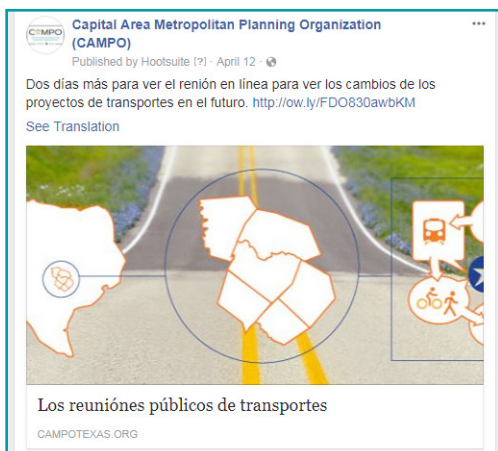 CAMPO
Capital Area Metropolitan Planning Organization
(CAMPO)
Published by Hootsuite [?] · April 12 ·
Dos días más para ver el renión en línea para ver los cambios de los
proyectos de transportes en el futuro. http://ow.ly/FDO830awbKM
See Translation
Los reuniónes públicos de transportes
CAMPOTEXAS.ORG